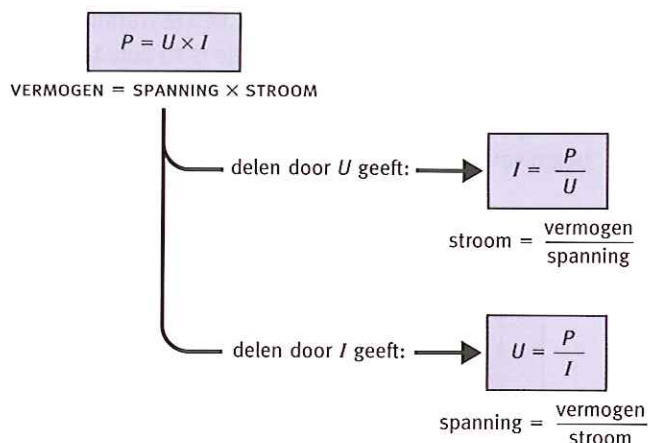 P = U × I
VERMOGEN = SPANNING × STROOM
delen door U geeft:
I = P / U
stroom = vermogen / spanning
delen door I geeft:
U = P / I
spanning = vermogen / stroom